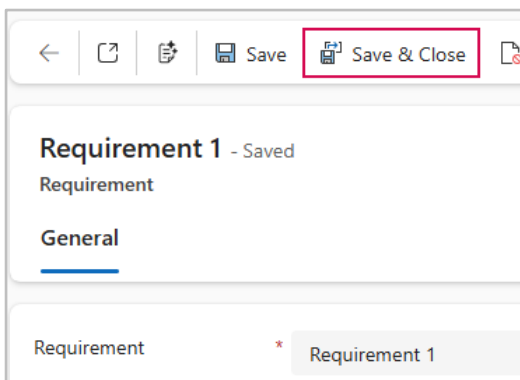 Save Save & Close
Requirement 1 - Saved
Requirement
General
Requirement * Requirement 1